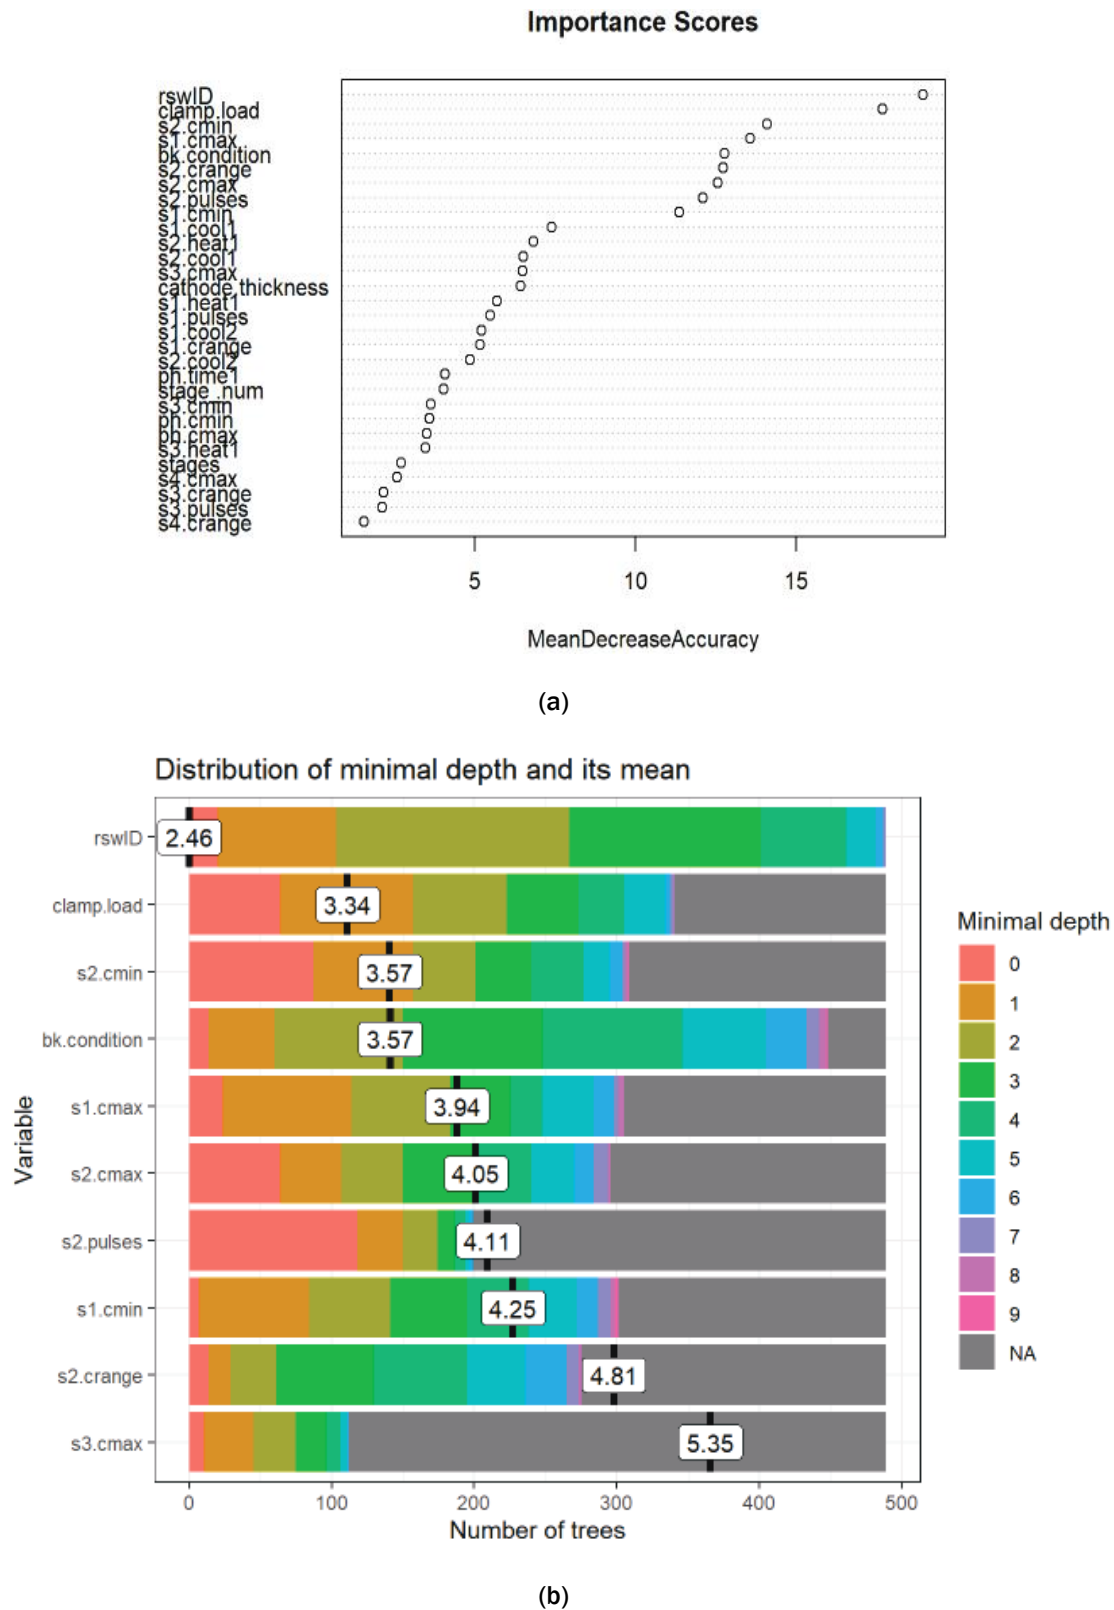 Importance Scores
rswID
clamp.load
s2.cmin
s1.cmax
bk.condition
s2.crange
s2.cmax
s2.pulses
s1.cmin
s1.cool1
s2.heat1
s2.cool1
s3.cmax
cathode.thickness
s1.heat1
s1.pulses
s1.cool2
s1.crange
s2.cool2
ph.time1
stage_num
s3.cmin
ph.cmin
ph.cmax
s3.heat1
stages
s4.cmax
s3.crange
s3.pulses
s4.crange
5 10 15
MeanDecreaseAccuracy
(a)
Distribution of minimal depth and its mean
Variable
rswID 2.46
clamp.load 3.34
s2.cmin 3.57
bk.condition 3.57
s1.cmax 3.94
s2.cmax 4.05
s2.pulses 4.11
s1.cmin 4.25
s2.crange 4.81
s3.cmax 5.35
0 100 200 300 400 500
Number of trees
Minimal depth
0
1
2
3
4
5
6
7
8
9
NA
(b)